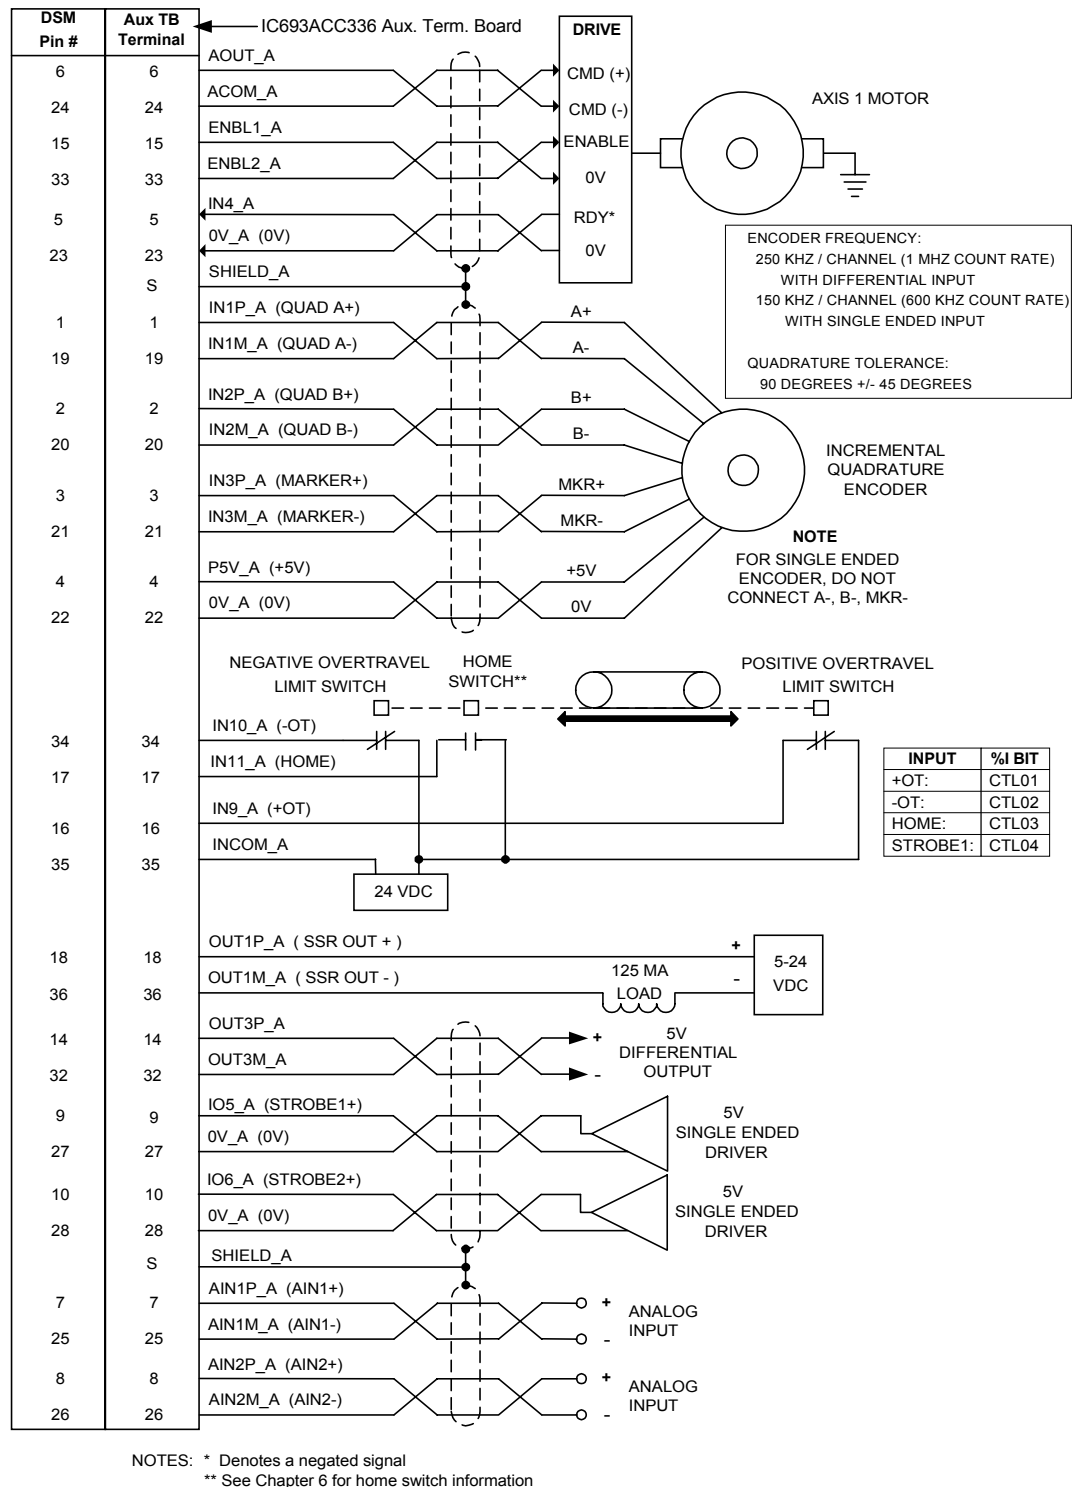 DSM Pin #
Aux TB Terminal
IC693ACC336 Aux. Term. Board
DRIVE
6 6 AOUT_A CMD (+)
24 24 ACOM_A CMD (-)
15 15 ENBL1_A ENABLE
33 33 ENBL2_A 0V
5 5 IN4_A RDY*
23 23 0V_A (0V) 0V
S SHIELD_A
AXIS 1 MOTOR
ENCODER FREQUENCY:
250 KHZ / CHANNEL (1 MHZ COUNT RATE)
WITH DIFFERENTIAL INPUT
150 KHZ / CHANNEL (600 KHZ COUNT RATE)
WITH SINGLE ENDED INPUT
QUADRATURE TOLERANCE:
90 DEGREES +/- 45 DEGREES
1 1 IN1P_A (QUAD A+) A+
19 19 IN1M_A (QUAD A-) A-
2 2 IN2P_A (QUAD B+) B+
20 20 IN2M_A (QUAD B-) B-
3 3 IN3P_A (MARKER+) MKR+
21 21 IN3M_A (MARKER-) MKR-
4 4 P5V_A (+5V) +5V
22 22 0V_A (0V) 0V
INCREMENTAL
QUADRATURE
ENCODER
NOTE
FOR SINGLE ENDED
ENCODER, DO NOT
CONNECT A-, B-, MKR-
NEGATIVE OVERTRAVEL
LIMIT SWITCH
HOME
SWITCH**
POSITIVE OVERTRAVEL
LIMIT SWITCH
34 34 IN10_A (-OT)
17 17 IN11_A (HOME)
16 16 IN9_A (+OT)
35 35 INCOM_A
24 VDC
INPUT %I BIT
+OT: CTL01
-OT: CTL02
HOME: CTL03
STROBE1: CTL04
18 18 OUT1P_A ( SSR OUT + ) +
36 36 OUT1M_A ( SSR OUT - ) -
125 MA
LOAD
5-24
VDC
14 14 OUT3P_A +
32 32 OUT3M_A -
5V
DIFFERENTIAL
OUTPUT
9 9 IO5_A (STROBE1+)
27 27 0V_A (0V)
5V
SINGLE ENDED
DRIVER
10 10 IO6_A (STROBE2+)
28 28 0V_A (0V)
5V
SINGLE ENDED
DRIVER
S SHIELD_A
7 7 AIN1P_A (AIN1+) +
25 25 AIN1M_A (AIN1-) -
ANALOG
INPUT
8 8 AIN2P_A (AIN2+) +
26 26 AIN2M_A (AIN2-) -
ANALOG
INPUT
NOTES: * Denotes a negated signal
** See Chapter 6 for home switch information